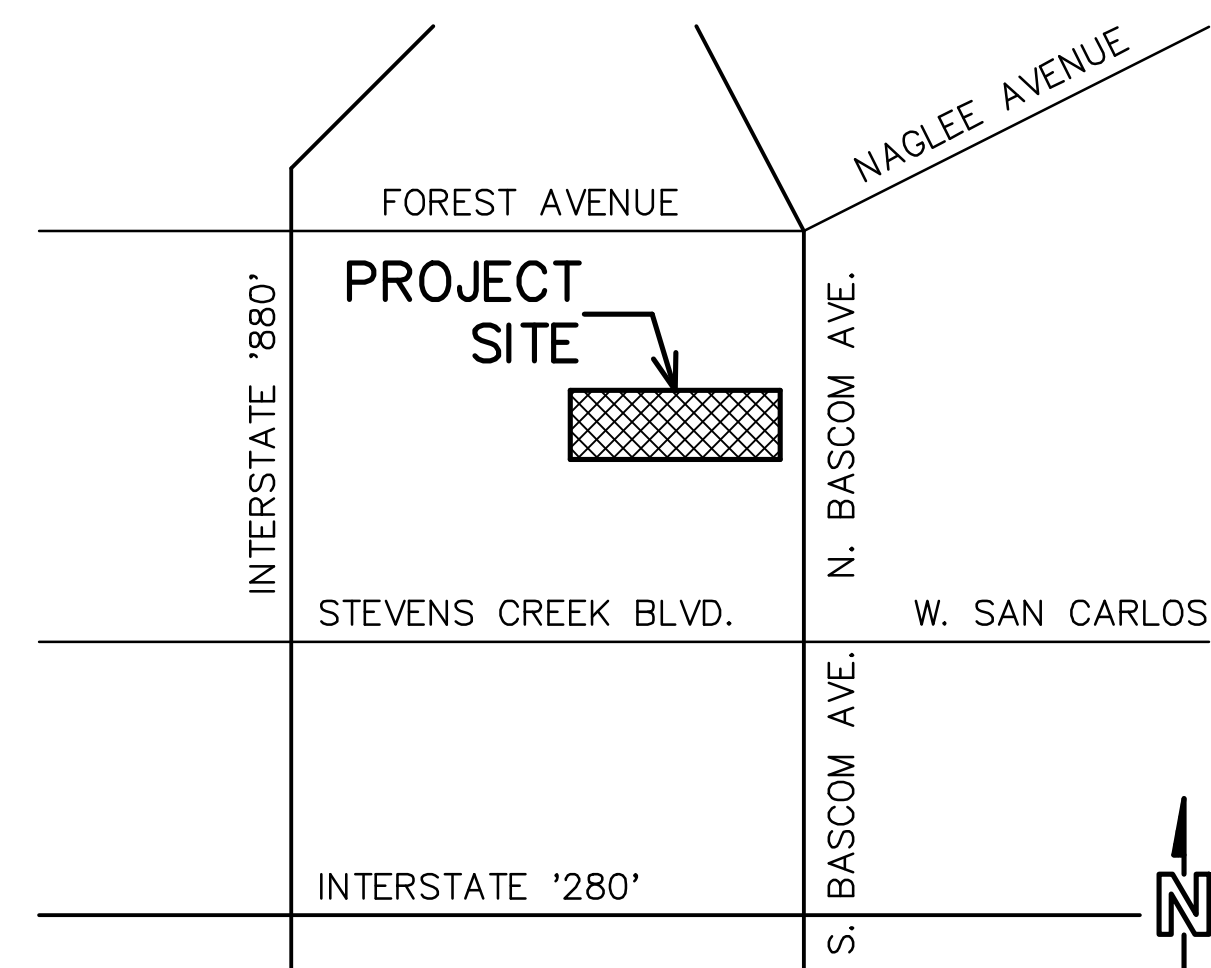 NAGLEE AVENUE
FOREST AVENUE
PROJECT
SITE
INTERSTATE '880'
N. BASCOM AVE.
STEVENS CREEK BLVD.
W. SAN CARLOS
S. BASCOM AVE.
INTERSTATE '280'
N